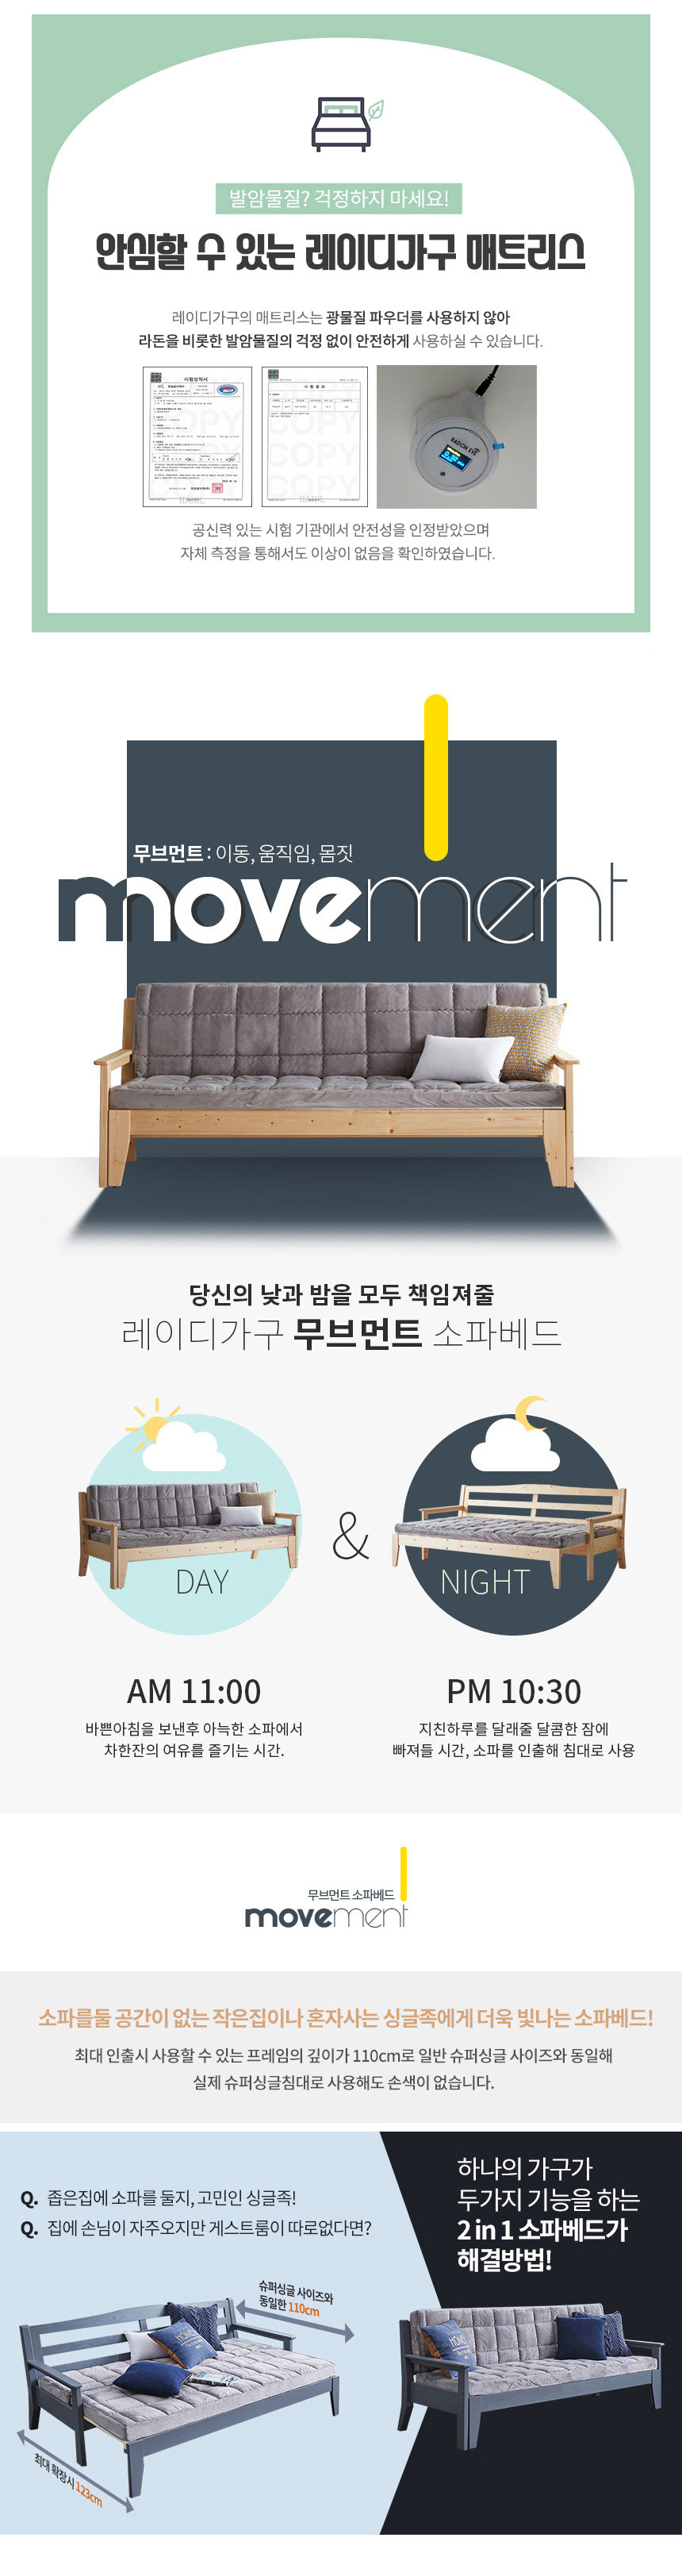 발암물질? 걱정하지 마세요!
안심할 수 있는 레이디가구 매트리스
레이디가구의 매트리스는 광물질 파우더를 사용하지 않아
라돈을 비롯한 발암물질의 걱정 없이 안전하게 사용하실 수 있습니다.
시험성적서
시험결과
COPY
COPY
COPY
RADON EYE
공신력 있는 시험 기관에서 안전성을 인정받았으며
자체 측정을 통해서도 이상이 없음을 확인하였습니다.
무브먼트 : 이동, 움직임, 몸짓
movement
당신의 낮과 밤을 모두 책임져줄
레이디가구 무브먼트 소파베드
DAY
&
NIGHT
AM 11:00
바쁜아침을 보낸후 아늑한 소파에서
차한잔의 여유를 즐기는 시간.
PM 10:30
지친하루를 달래줄 달콤한 잠에
빠져들 시간, 소파를 인출해 침대로 사용
무브먼트 소파베드
movement
소파를둘 공간이 없는 작은집이나 혼자사는 싱글족에게 더욱 빛나는 소파베드!
최대 인출시 사용할 수 있는 프레임의 깊이가 110cm로 일반 슈퍼싱글 사이즈와 동일해
실제 슈퍼싱글침대로 사용해도 손색이 없습니다.
Q. 좁은집에 소파를 둘지, 고민인 싱글족!
Q. 집에 손님이 자주오지만 게스트룸이 따로없다면?
하나의 가구가
두가지 기능을 하는
2 in 1 소파베드가
해결방법!
슈퍼싱글 사이즈와
동일한 110cm
HOME
최대 확장시 123cm